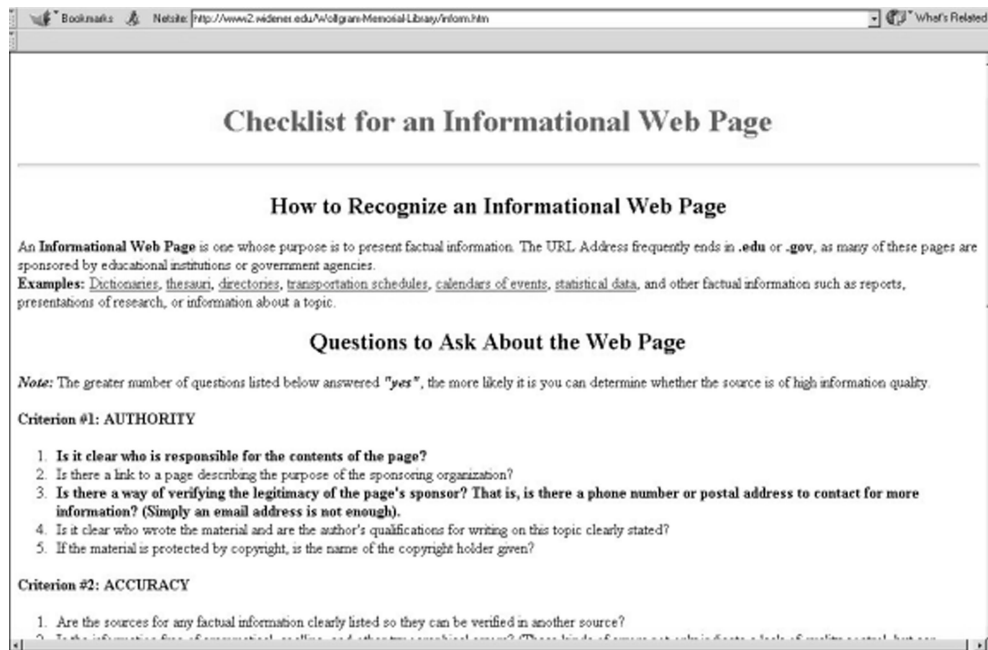 Bookmarks Netsite: http://www2.widener.edu/Wolfgram-Memorial-Library/inform.htm What's Related
Checklist for an Informational Web Page
How to Recognize an Informational Web Page
An Informational Web Page is one whose purpose is to present factual information. The URL Address frequently ends in .edu or .gov, as many of these pages are
sponsored by educational institutions or government agencies.
Examples: Dictionaries, thesauri, directories, transportation schedules, calendars of events, statistical data, and other factual information such as reports,
presentations of research, or information about a topic.
Questions to Ask About the Web Page
Note: The greater number of questions listed below answered "yes", the more likely it is you can determine whether the source is of high information quality.
Criterion #1: AUTHORITY
1. Is it clear who is responsible for the contents of the page?
2. Is there a link to a page describing the purpose of the sponsoring organization?
3. Is there a way of verifying the legitimacy of the page's sponsor? That is, is there a phone number or postal address to contact for more
information? (Simply an email address is not enough).
4. Is it clear who wrote the material and are the author's qualifications for writing on this topic clearly stated?
5. If the material is protected by copyright, is the name of the copyright holder given?
Criterion #2: ACCURACY
1. Are the sources for any factual information clearly listed so they can be verified in another source?